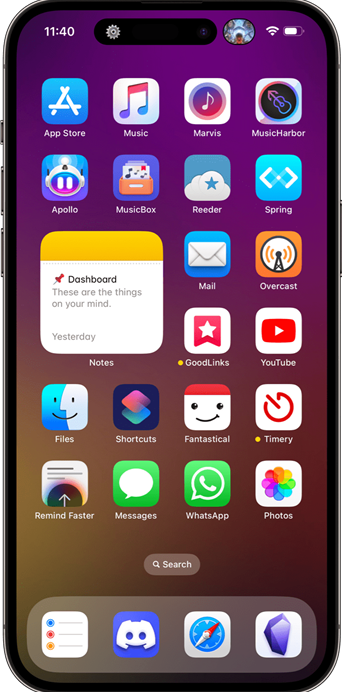 11:40
App Store Music Marvis MusicHarbor
Apollo MusicBox Reeder Spring
📌 Dashboard
These are the things
on your mind.
Yesterday
Mail Overcast
Notes GoodLinks YouTube
Files Shortcuts Fantastical Timery
Remind Faster Messages WhatsApp Photos
Search